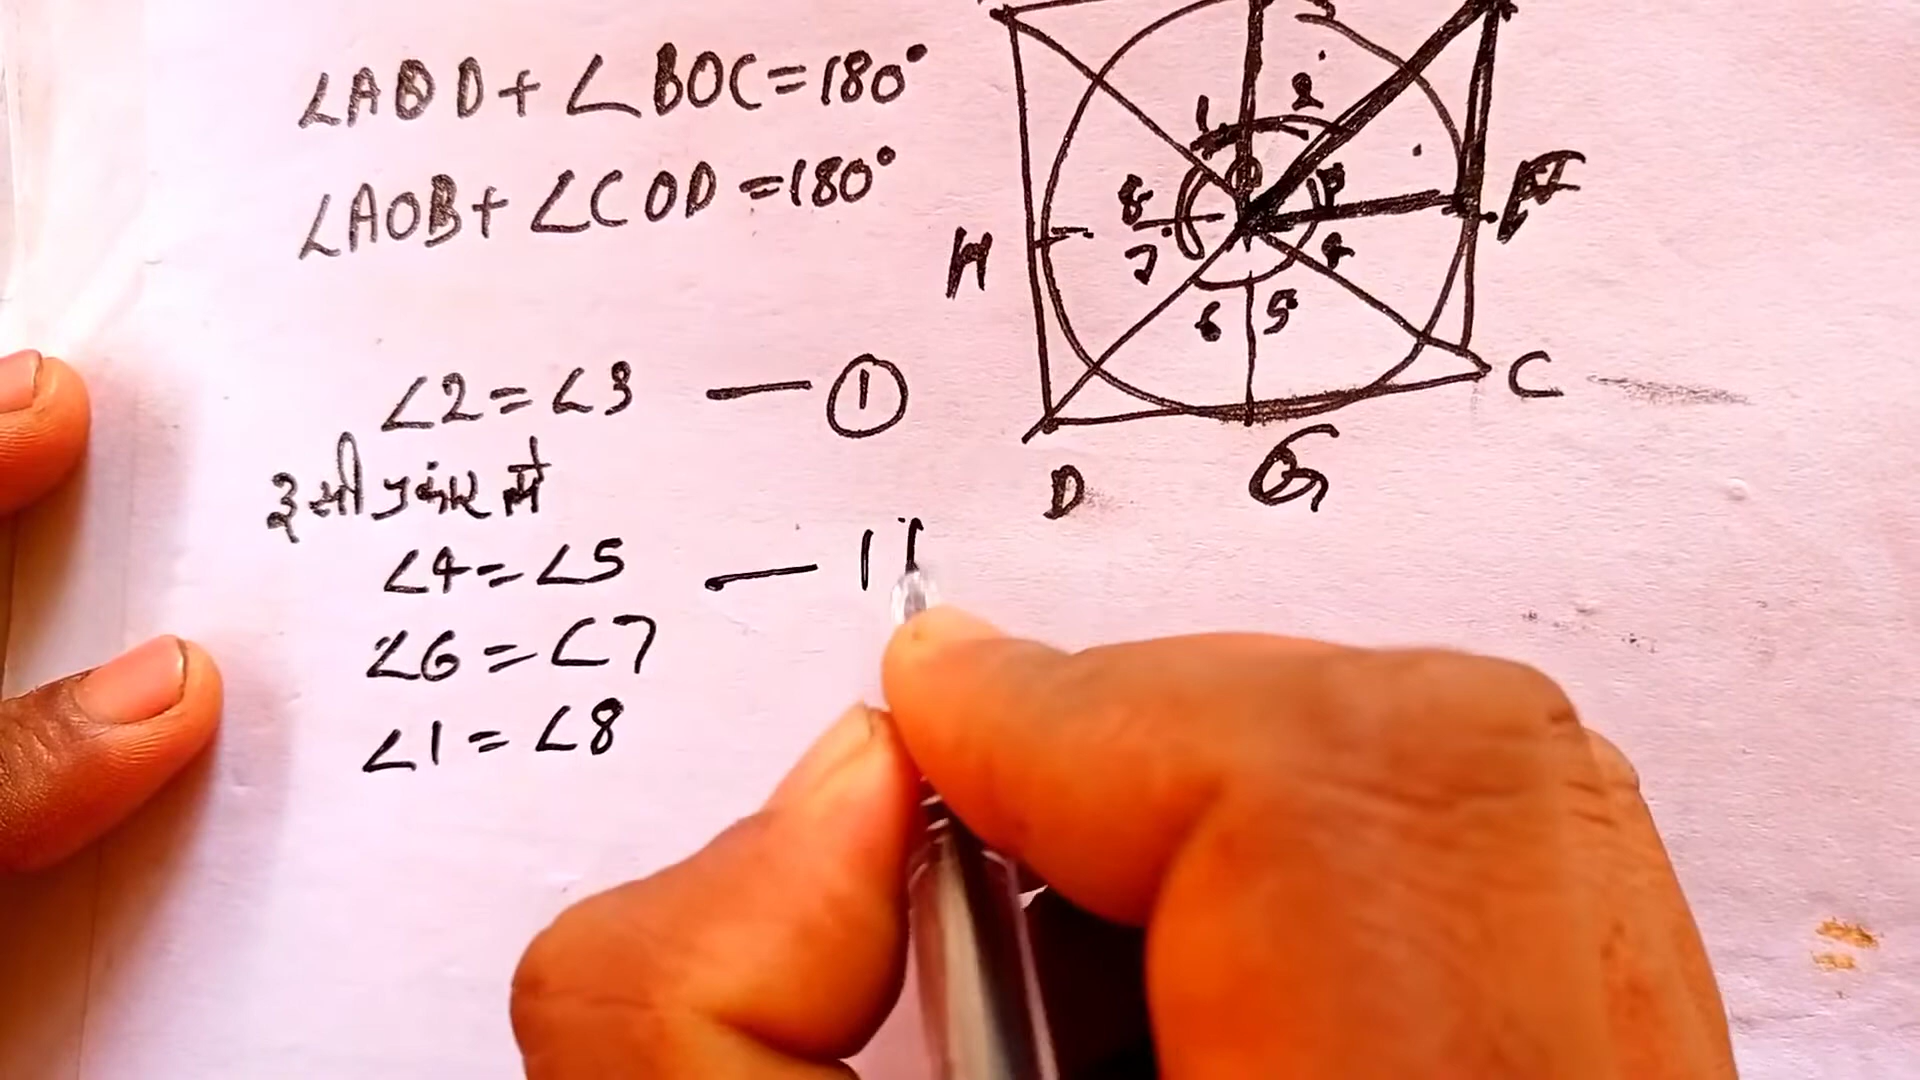 ∠AOD + ∠BOC = 180°
∠AOB + ∠COD = 180°
∠2 = ∠3 — ①
इसी प्रकार से
∠4 = ∠5 — 11
∠6 = ∠7
∠1 = ∠8
1 2
8 3
7 4
6 5
O
H
C
D G